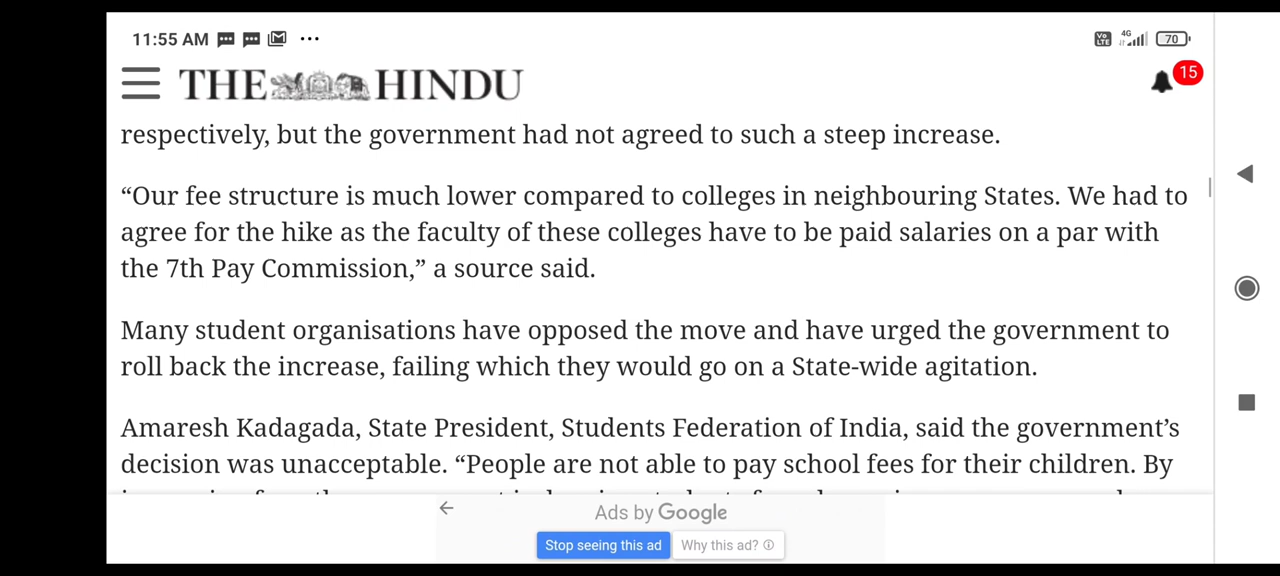 11:55 AM ...
Vo LTE 4G 70
THE HINDU
15
respectively, but the government had not agreed to such a steep increase.
“Our fee structure is much lower compared to colleges in neighbouring States. We had to
agree for the hike as the faculty of these colleges have to be paid salaries on a par with
the 7th Pay Commission,” a source said.
Many student organisations have opposed the move and have urged the government to
roll back the increase, failing which they would go on a State-wide agitation.
Amaresh Kadagada, State President, Students Federation of India, said the government’s
decision was unacceptable. “People are not able to pay school fees for their children. By
Ads by Google
Stop seeing this ad
Why this ad?